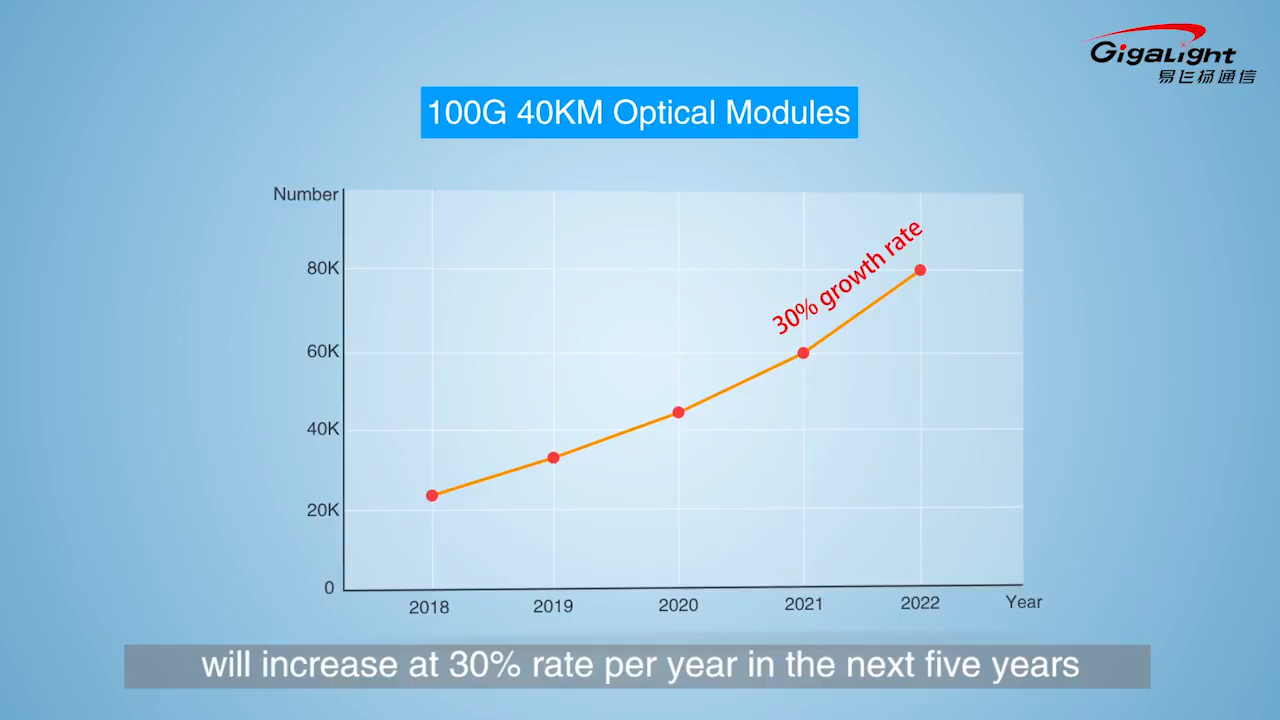 GigaLight
易飞扬通信
100G 40KM Optical Modules
Number
80K
60K
40K
20K
0
30% growth rate
2018 2019 2020 2021 2022 Year
will increase at 30% rate per year in the next five years